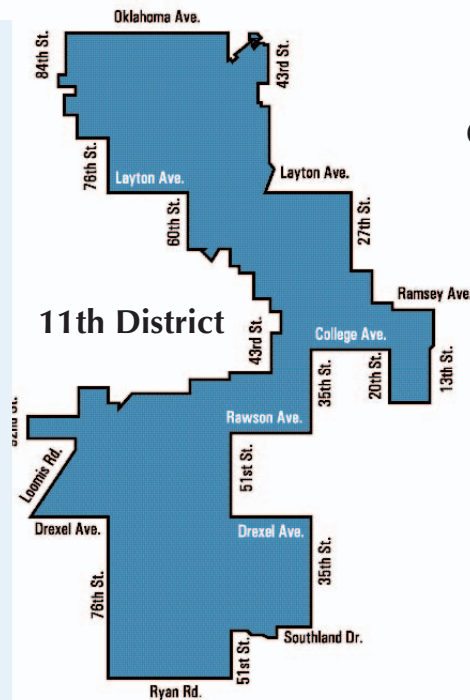 Oklahoma Ave.
84th St.
43rd St.
76th St.
Layton Ave.
Layton Ave.
60th St.
27th St.
Ramsey Ave
11th District
43rd St.
College Ave.
35th St.
20th St.
13th St.
Rawson Ave.
Loomis Rd.
51st St.
Drexel Ave.
Drexel Ave.
76th St.
35th St.
51st St.
Southland Dr.
Ryan Rd.